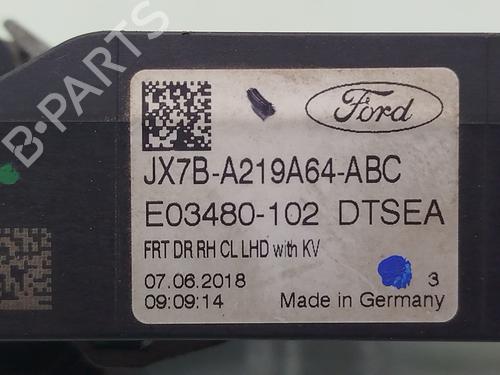 Ford
JX7B-A219A64-ABC
E03480-102 DTSEA
FRT DR RH CL LHD with KV
07.06.2018
3
09:09:14 Made in Germany
B-PARTS